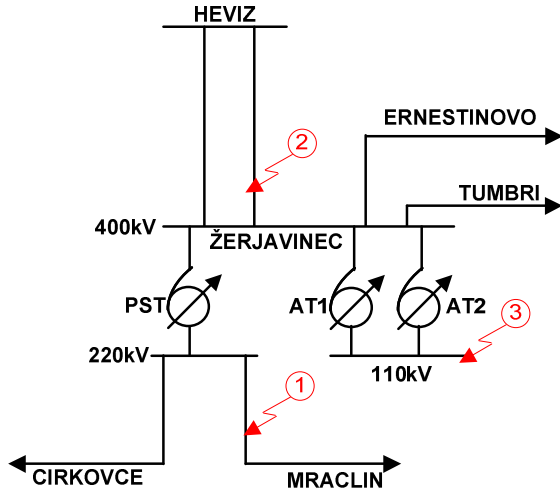 HEVIZ
ERNESTINOVO
2
TUMBRI
400kV
ŽERJAVINEC
PST
AT1
AT2
3
220kV
110kV
1
CIRKOVCE
MRACLIN